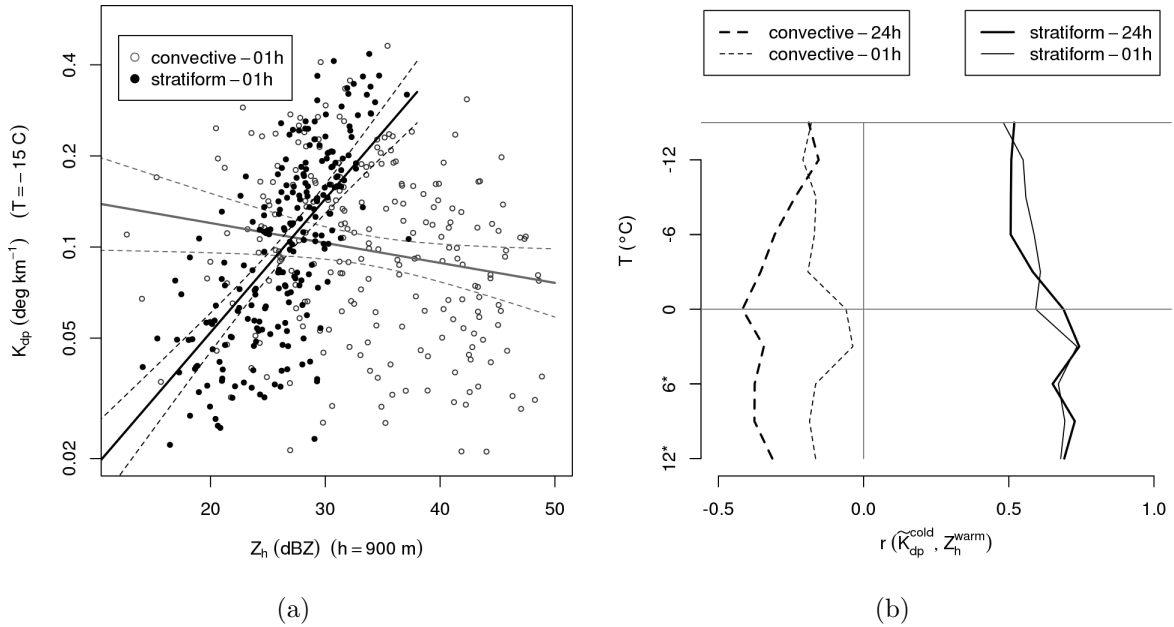 convective – 01h
stratiform – 01h
0.4
0.2
0.1
0.05
0.02
K_dp (deg km⁻¹) (T = − 15 C)
20
30
40
50
Z_h (dBZ) (h = 900 m)
(a)
convective – 24h
convective – 01h
stratiform – 24h
stratiform – 01h
-12
-6
0
6*
12*
T (°C)
-0.5
0.0
0.5
1.0
r (K̃_dp^cold, Z_h^warm)
(b)